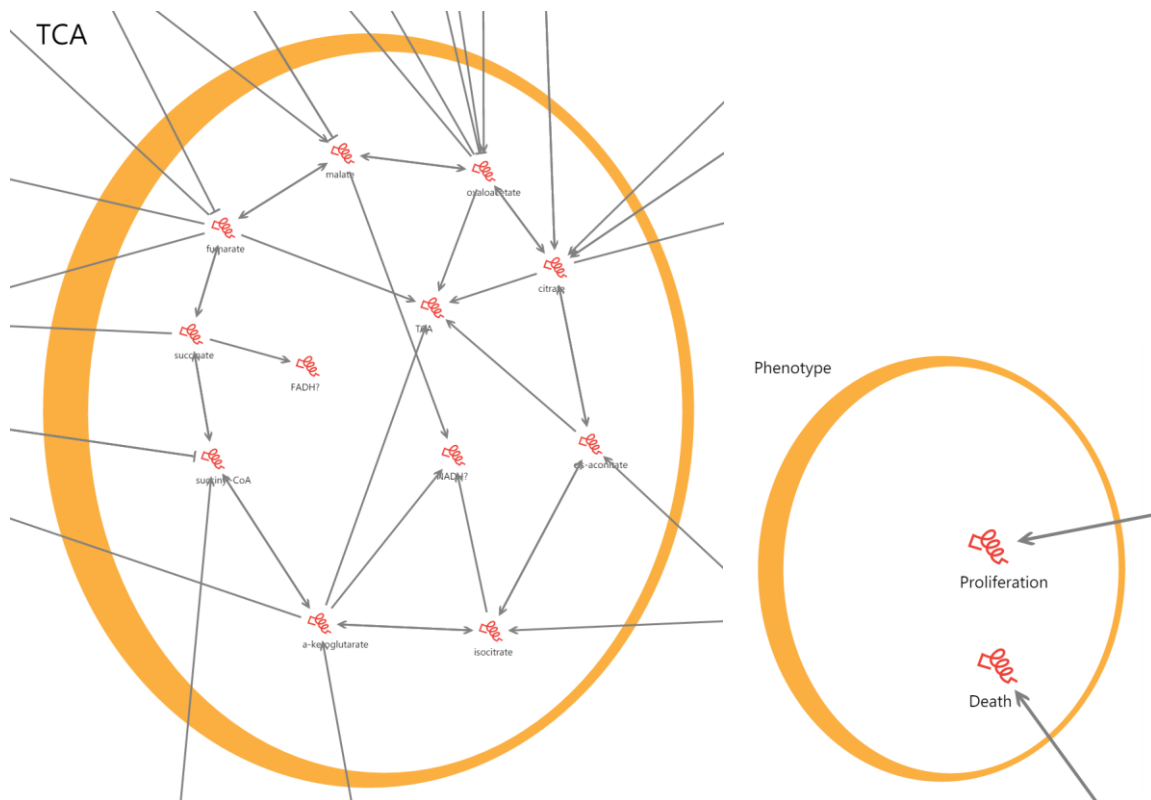 TCA
malate
oxaloacetate
fumarate
citrate
TCA
succinate
FADH?
Phenotype
cis-aconitate
NADH?
succinyl-CoA
Proliferation
a-ketoglutarate
isocitrate
Death